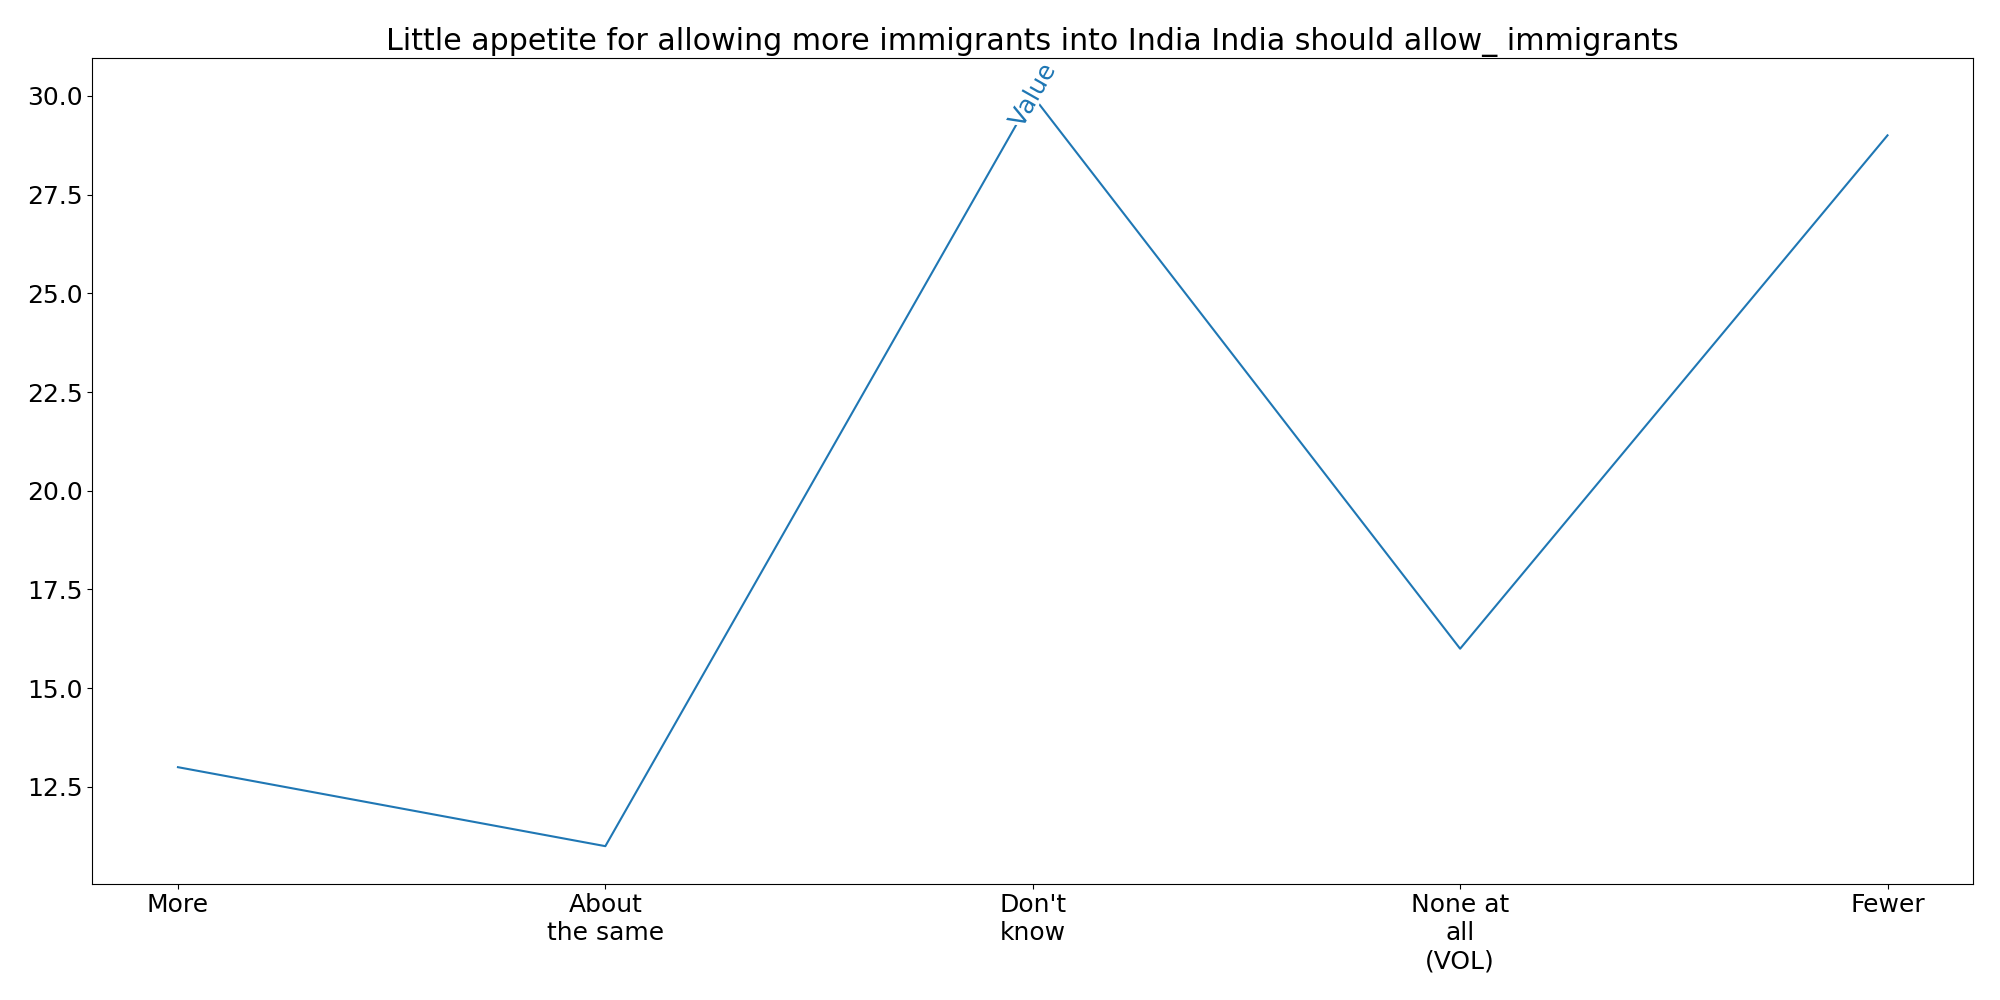 Little appetite for allowing more immigrants into India India should allow_ immigrants
30.0
27.5
25.0
22.5
20.0
17.5
15.0
12.5
Value
More
About
the same
Don't
know
None at
all
(VOL)
Fewer